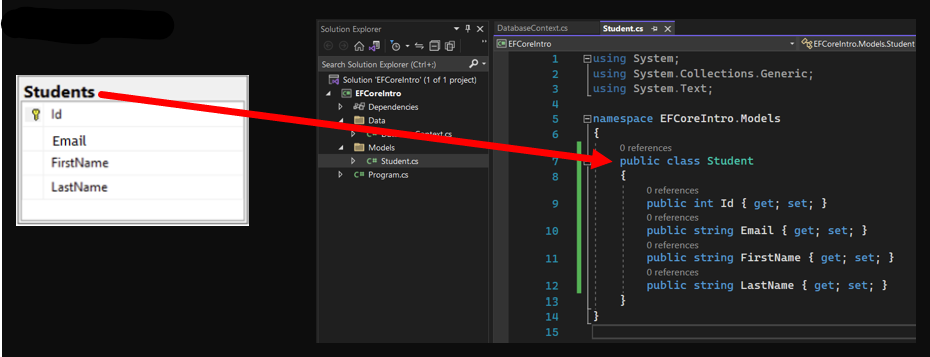 Students
Id
Email
FirstName
LastName
Solution Explorer
Search Solution Explorer (Ctrl+;)
Solution 'EFCoreIntro' (1 of 1 project)
EFCoreIntro
Dependencies
Data
Context.cs
Models
Student.cs
Program.cs
DatabaseContext.cs
Student.cs
EFCoreIntro
EFCoreIntro.Models.Student
1 using System;
2 using System.Collections.Generic;
3 using System.Text;
4
5 namespace EFCoreIntro.Models
6 {
0 references
7 public class Student
8 {
0 references
9 public int Id { get; set; }
0 references
10 public string Email { get; set; }
0 references
11 public string FirstName { get; set; }
0 references
12 public string LastName { get; set; }
13 }
14 }
15